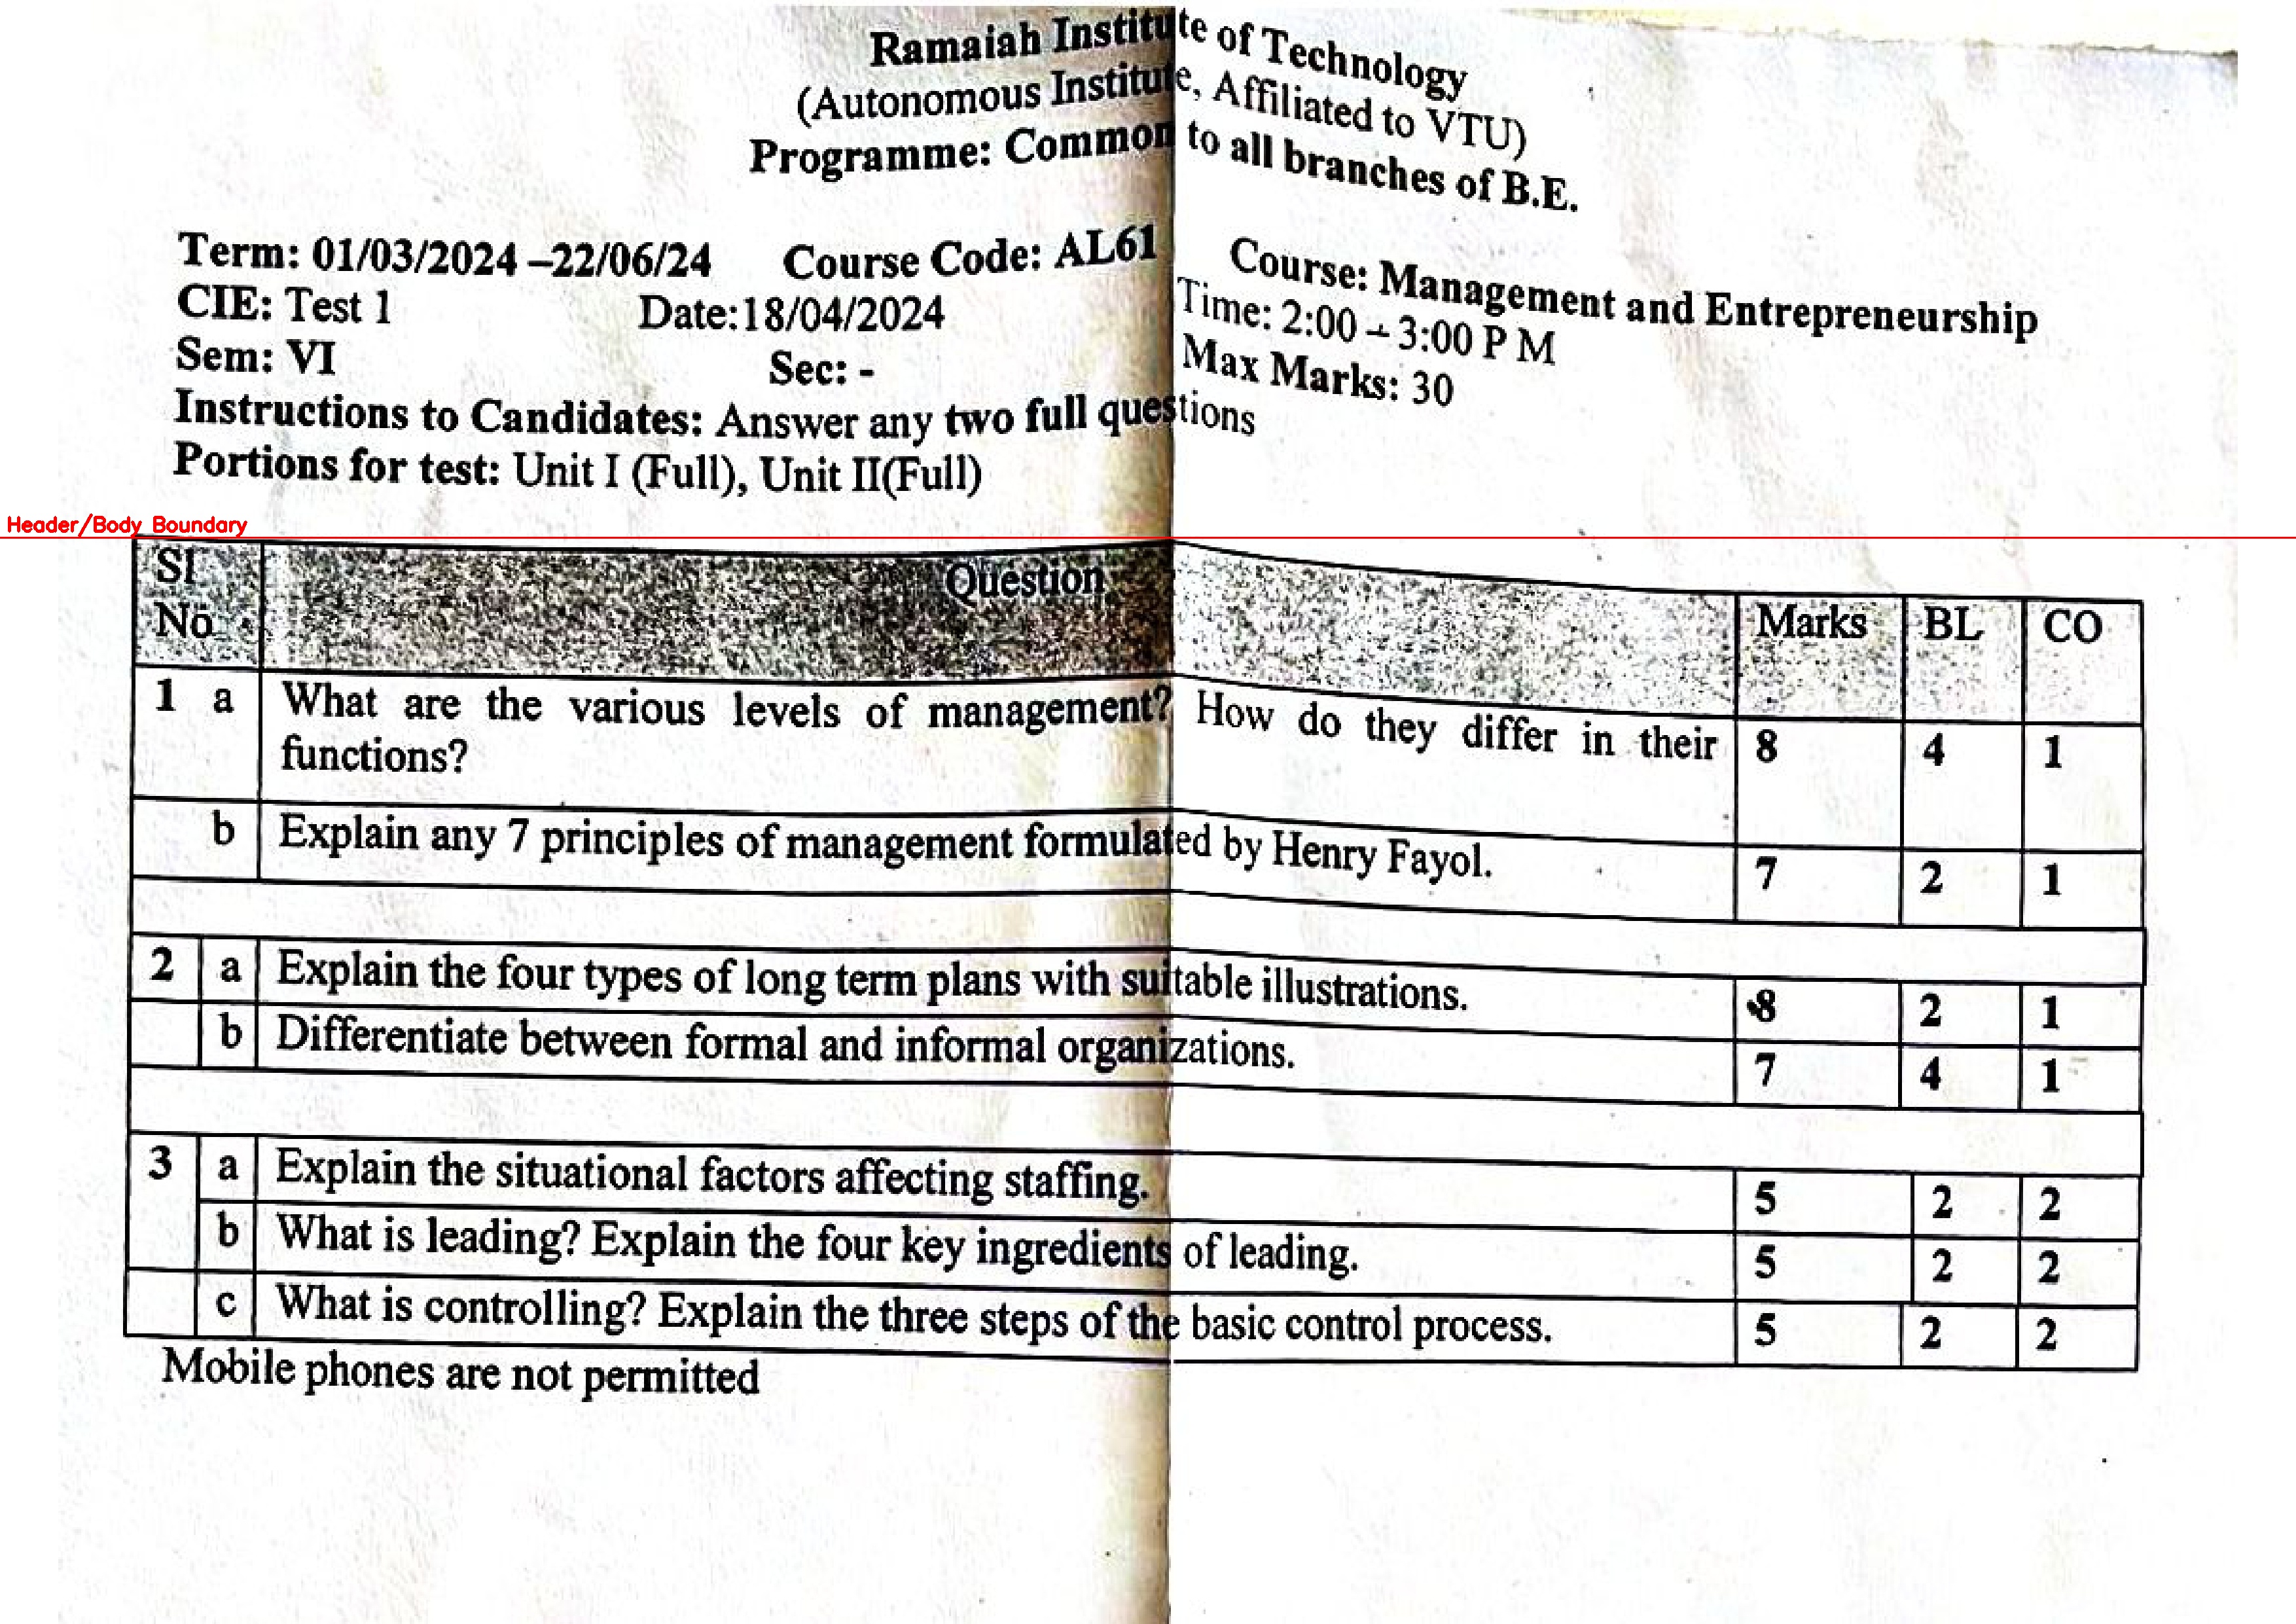 Ramaiah Institute of Technology
(Autonomous Institute, Affiliated to VTU)
Programme: Common to all branches of B.E.
Term: 01/03/2024 –22/06/24 Course Code: AL61 Course: Management and Entrepreneurship
CIE: Test 1 Date:18/04/2024 Time: 2:00 – 3:00 P M
Sem: VI Sec: - Max Marks: 30
Instructions to Candidates: Answer any two full questions
Portions for test: Unit I (Full), Unit II(Full)
Header/Body Boundary
Sl No Question Marks BL CO
1 a What are the various levels of management? How do they differ in their 8 4 1
functions?
b Explain any 7 principles of management formulated by Henry Fayol. 7 2 1
2 a Explain the four types of long term plans with suitable illustrations. 8 2 1
b Differentiate between formal and informal organizations. 7 4 1
3 a Explain the situational factors affecting staffing. 5 2 2
b What is leading? Explain the four key ingredients of leading. 5 2 2
c What is controlling? Explain the three steps of the basic control process. 5 2 2
Mobile phones are not permitted